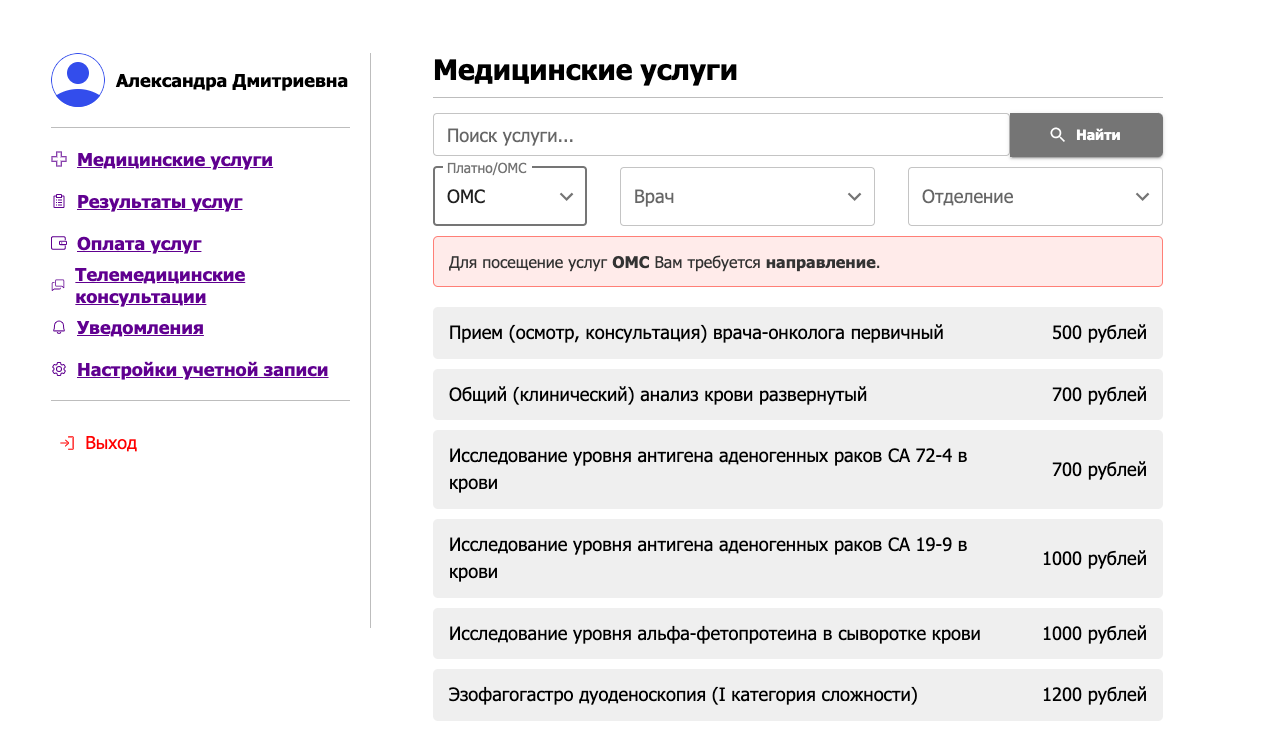 Александра Дмитриевна
Медицинские услуги
Результаты услуг
Оплата услуг
Телемедицинские
консультации
Уведомления
Настройки учетной записи
Выход
Медицинские услуги
Поиск услуги...
Найти
Платно/ОМС
ОМС
Врач
Отделение
Для посещение услуг ОМС Вам требуется направление.
Прием (осмотр, консультация) врача-онколога первичный 500 рублей
Общий (клинический) анализ крови развернутый 700 рублей
Исследование уровня антигена аденогенных раков СА 72-4 в
крови
700 рублей
Исследование уровня антигена аденогенных раков СА 19-9 в
крови
1000 рублей
Исследование уровня альфа-фетопротеина в сыворотке крови 1000 рублей
Эзофагогастро дуоденоскопия (I категория сложности) 1200 рублей